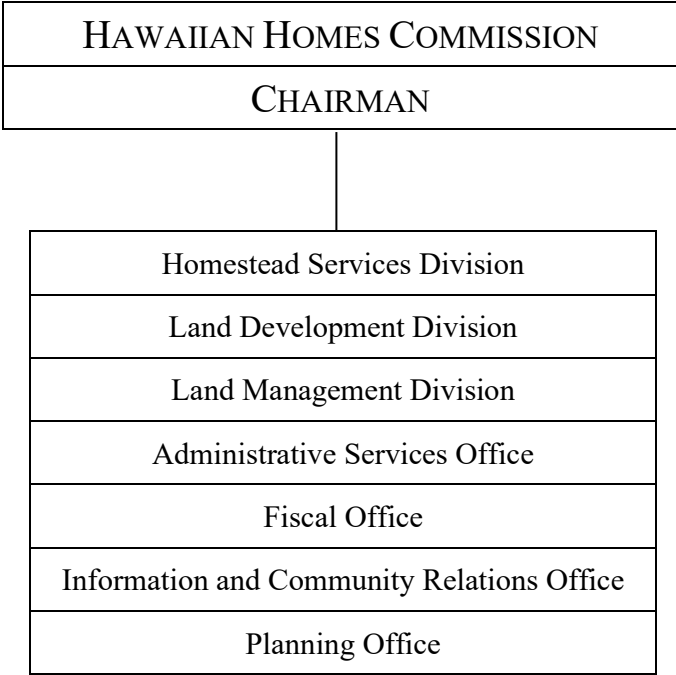 HAWAIIAN HOMES COMMISSION
CHAIRMAN
Homestead Services Division
Land Development Division
Land Management Division
Administrative Services Office
Fiscal Office
Information and Community Relations Office
Planning Office